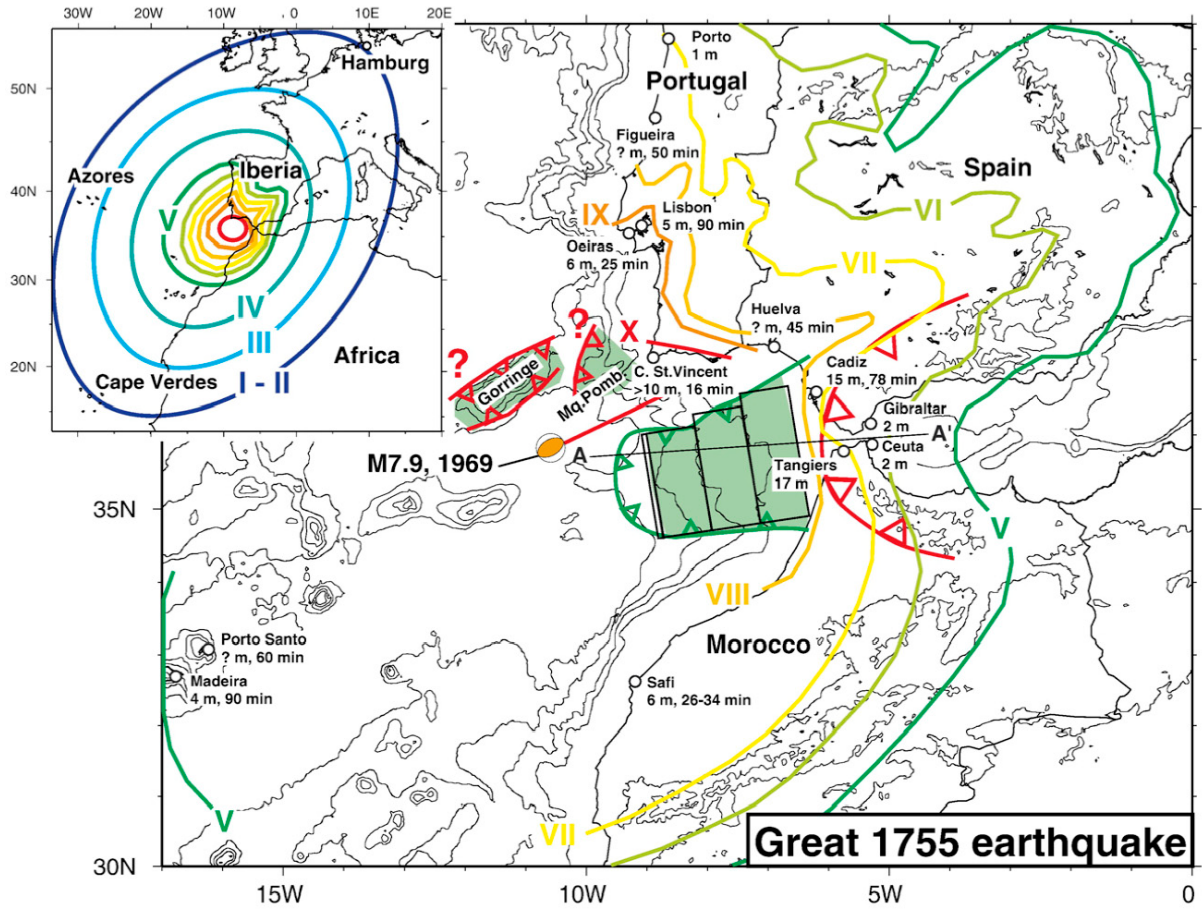 30W
20W
10W
0
10E
20E
50N
40N
30N
20N
Hamburg
Azores
Iberia
V
IV
III
Africa
Cape Verdes
I - II
Porto
1 m
Portugal
Figueira
? m, 50 min
Spain
IX
Lisbon
5 m, 90 min
VI
Oeiras
6 m, 25 min
VII
Huelva
? m, 45 min
?
?
X
Gorringe
Mq.Pomb.
C. St.Vincent
>10 m, 16 min
Cadiz
15 m, 78 min
Gibraltar
2 m
A
A'
Ceuta
2 m
M7.9, 1969
Tangiers
17 m
35N
V
VIII
Morocco
Porto Santo
? m, 60 min
Madeira
4 m, 90 min
Safi
6 m, 26-34 min
V
VII
Great 1755 earthquake
30N
15W
10W
5W
0